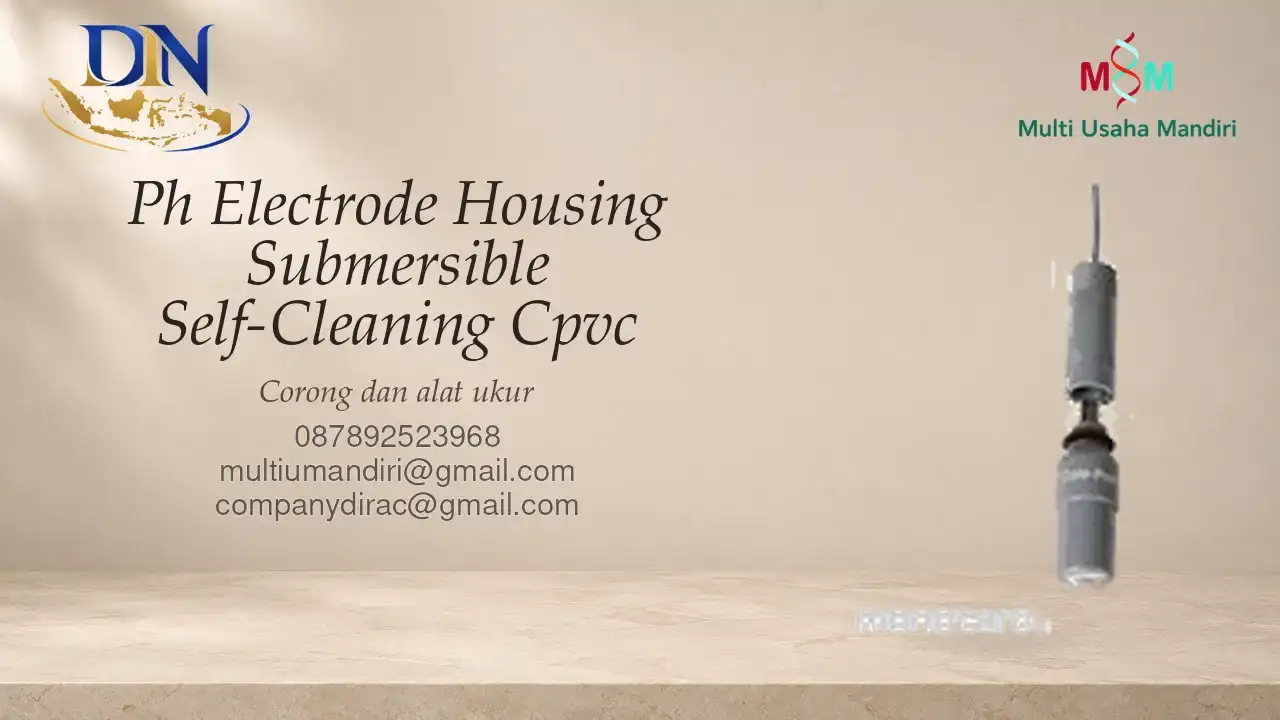 DIN
M M
Multi Usaha Mandiri
Ph Electrode Housing
Submersible
Self-Cleaning Cpvc
Corong dan alat ukur
087892523968
multiumandiri@gmail.com
companydirac@gmail.com